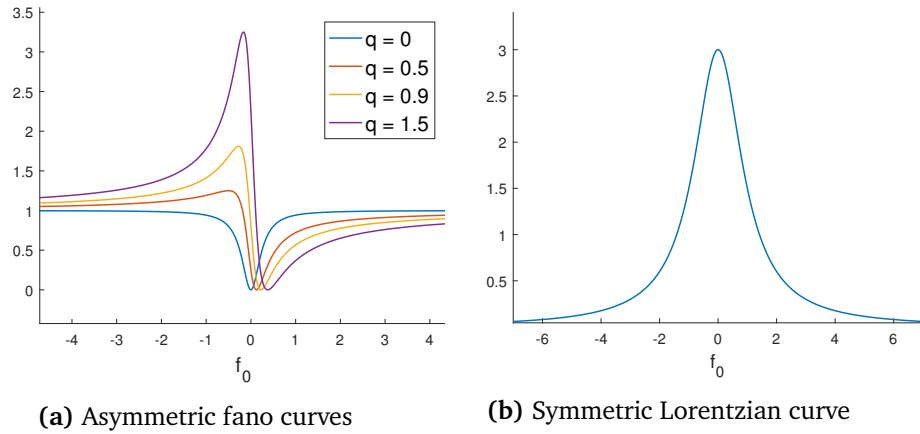 3.5
3
2.5
2
1.5
1
0.5
0
-4 -3 -2 -1 0 1 2 3 4
f0
q = 0
q = 0.5
q = 0.9
q = 1.5
(a) Asymmetric fano curves
3
2.5
2
1.5
1
0.5
-6 -4 -2 0 2 4 6
f0
(b) Symmetric Lorentzian curve